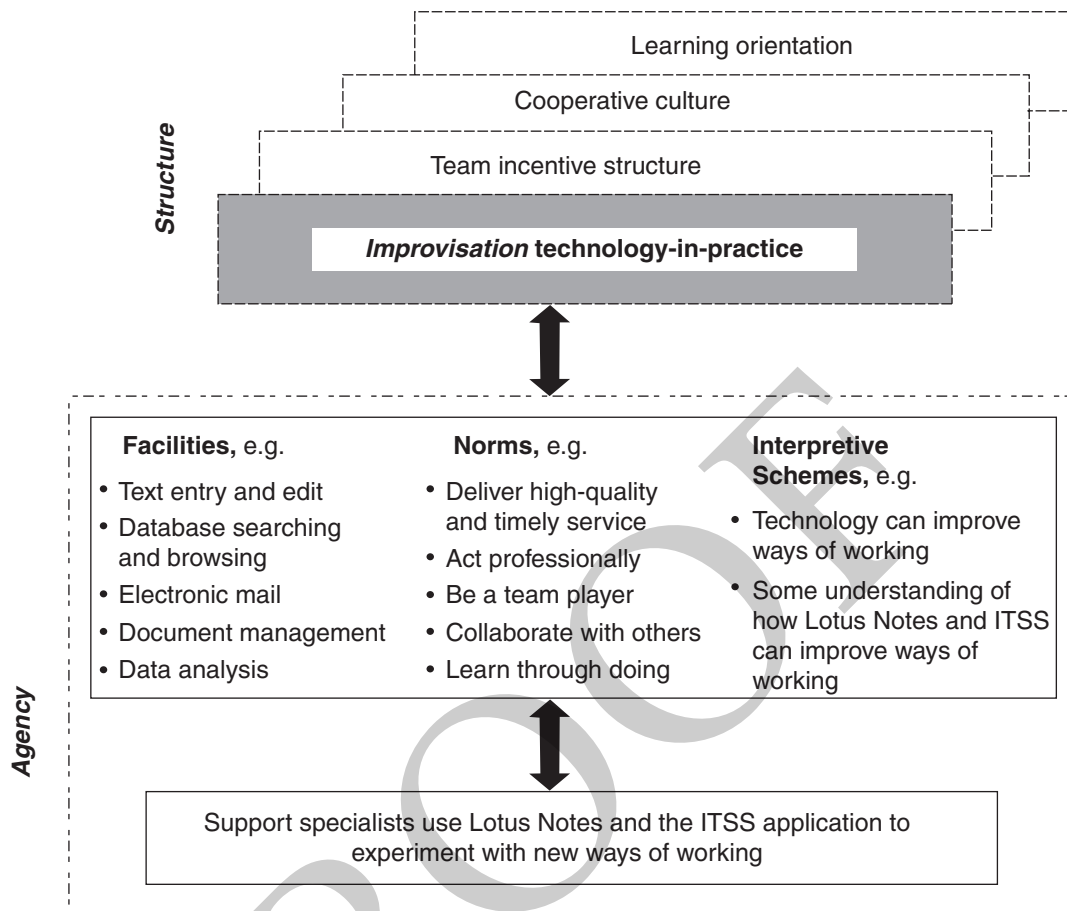 Learning orientation
Cooperative culture
Team incentive structure
Improvisation technology-in-practice
Structure
Facilities, e.g.
• Text entry and edit
• Database searching
and browsing
• Electronic mail
• Document management
• Data analysis
Norms, e.g.
• Deliver high-quality
and timely service
• Act professionally
• Be a team player
• Collaborate with others
• Learn through doing
Interpretive
Schemes, e.g.
• Technology can improve
ways of working
• Some understanding of
how Lotus Notes and ITSS
can improve ways of
working
Agency
Support specialists use Lotus Notes and the ITSS application to
experiment with new ways of working
PROOF